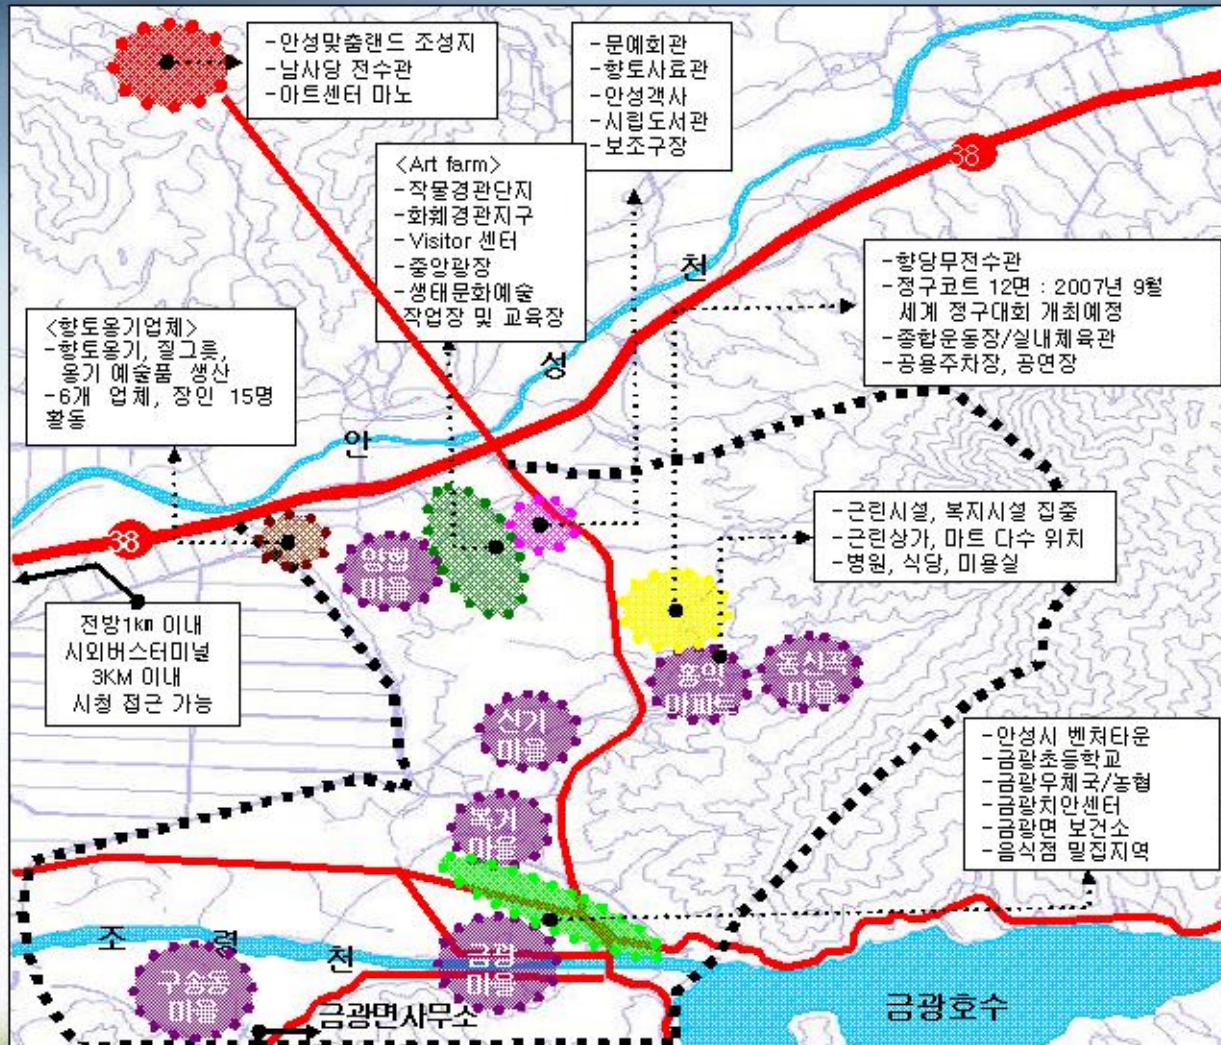 -안성맞춤랜드 조성지
-남사당 전수관
-아트센터 마노
-문예회관
-향토사료관
-안성객사
-시립도서관
-보조구장
<Art farm>
-작물경관단지
-화훼경관지구
-Visitor 센터
-중앙광장
-생태문화예술
작업장 및 교육장
38
-향당무전수관
-정구코트 12면 : 2007년 9월
세계 정구대회 개최예정
-종합운동장/실내체육관
-공용주차장, 공연장
<향토옹기업체>
-향토옹기, 질그릇,
옹기 예술품 생산
-6개 업체, 장인 15명
활동
안 성 천
-근린시설, 복지시설 집중
-근린상가, 마트 다수 위치
-병원, 식당, 미용실
38
마을
전방1km 이내
시외버스터미널
3KM 이내
시청 접근 가능
홍익
아파트
동신프
마을
신기
마을
-안성시 벤처타운
-금광초등학교
-금광우체국/농협
-금광치안센터
-금광면 보건소
-음식점 밀집지역
복거
마을
조 령 천
금광
마을
구송동
마을
금광호수
금광면사무소